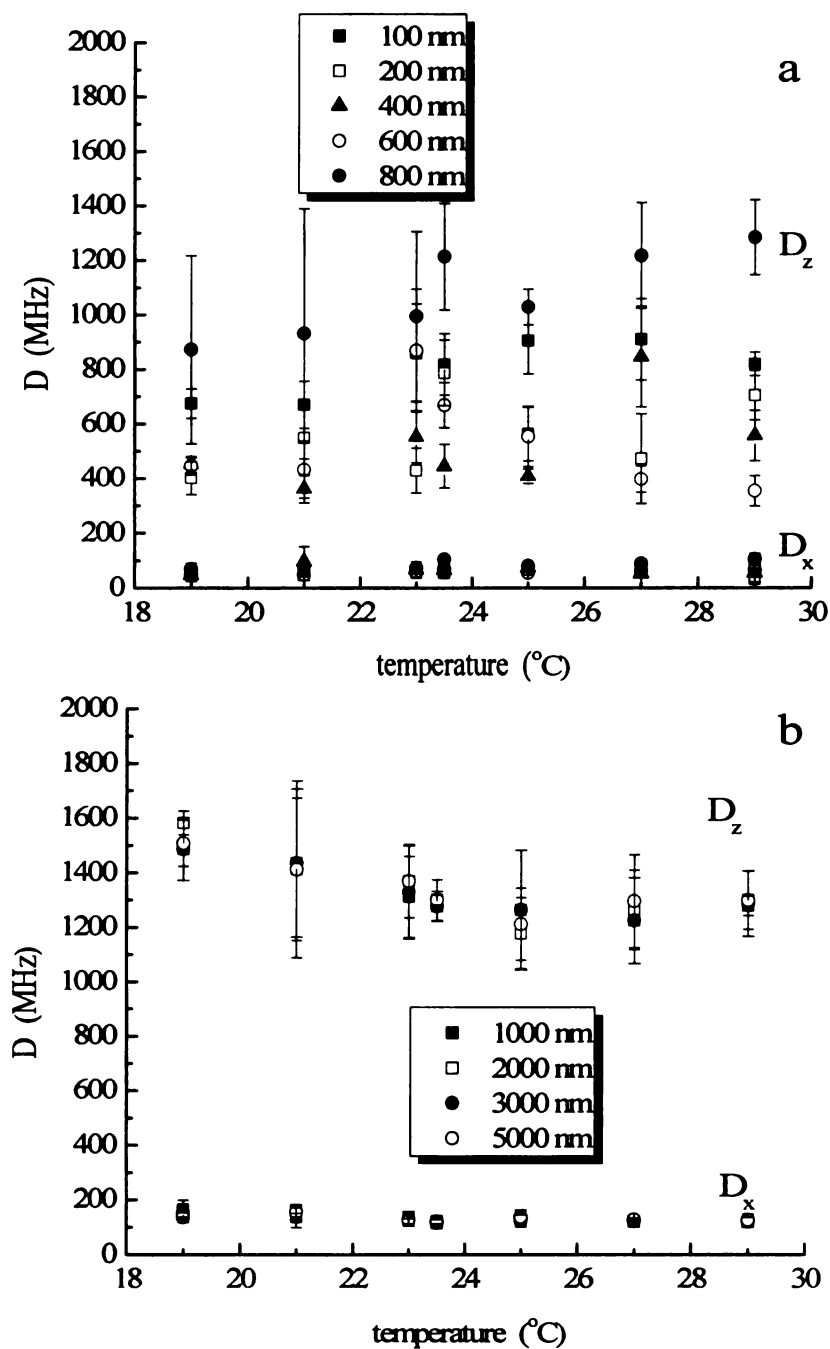 2000
1800
1600
1400
1200
1000
800
600
400
200
0
D (MHz)
100 nm
200 nm
400 nm
600 nm
800 nm
a
D_z
D_x
18 20 22 24 26 28 30
temperature (°C)
2000
1800
1600
1400
1200
1000
800
600
400
200
0
D (MHz)
b
D_z
1000 nm
2000 nm
3000 nm
5000 nm
D_x
18 20 22 24 26 28 30
temperature (°C)